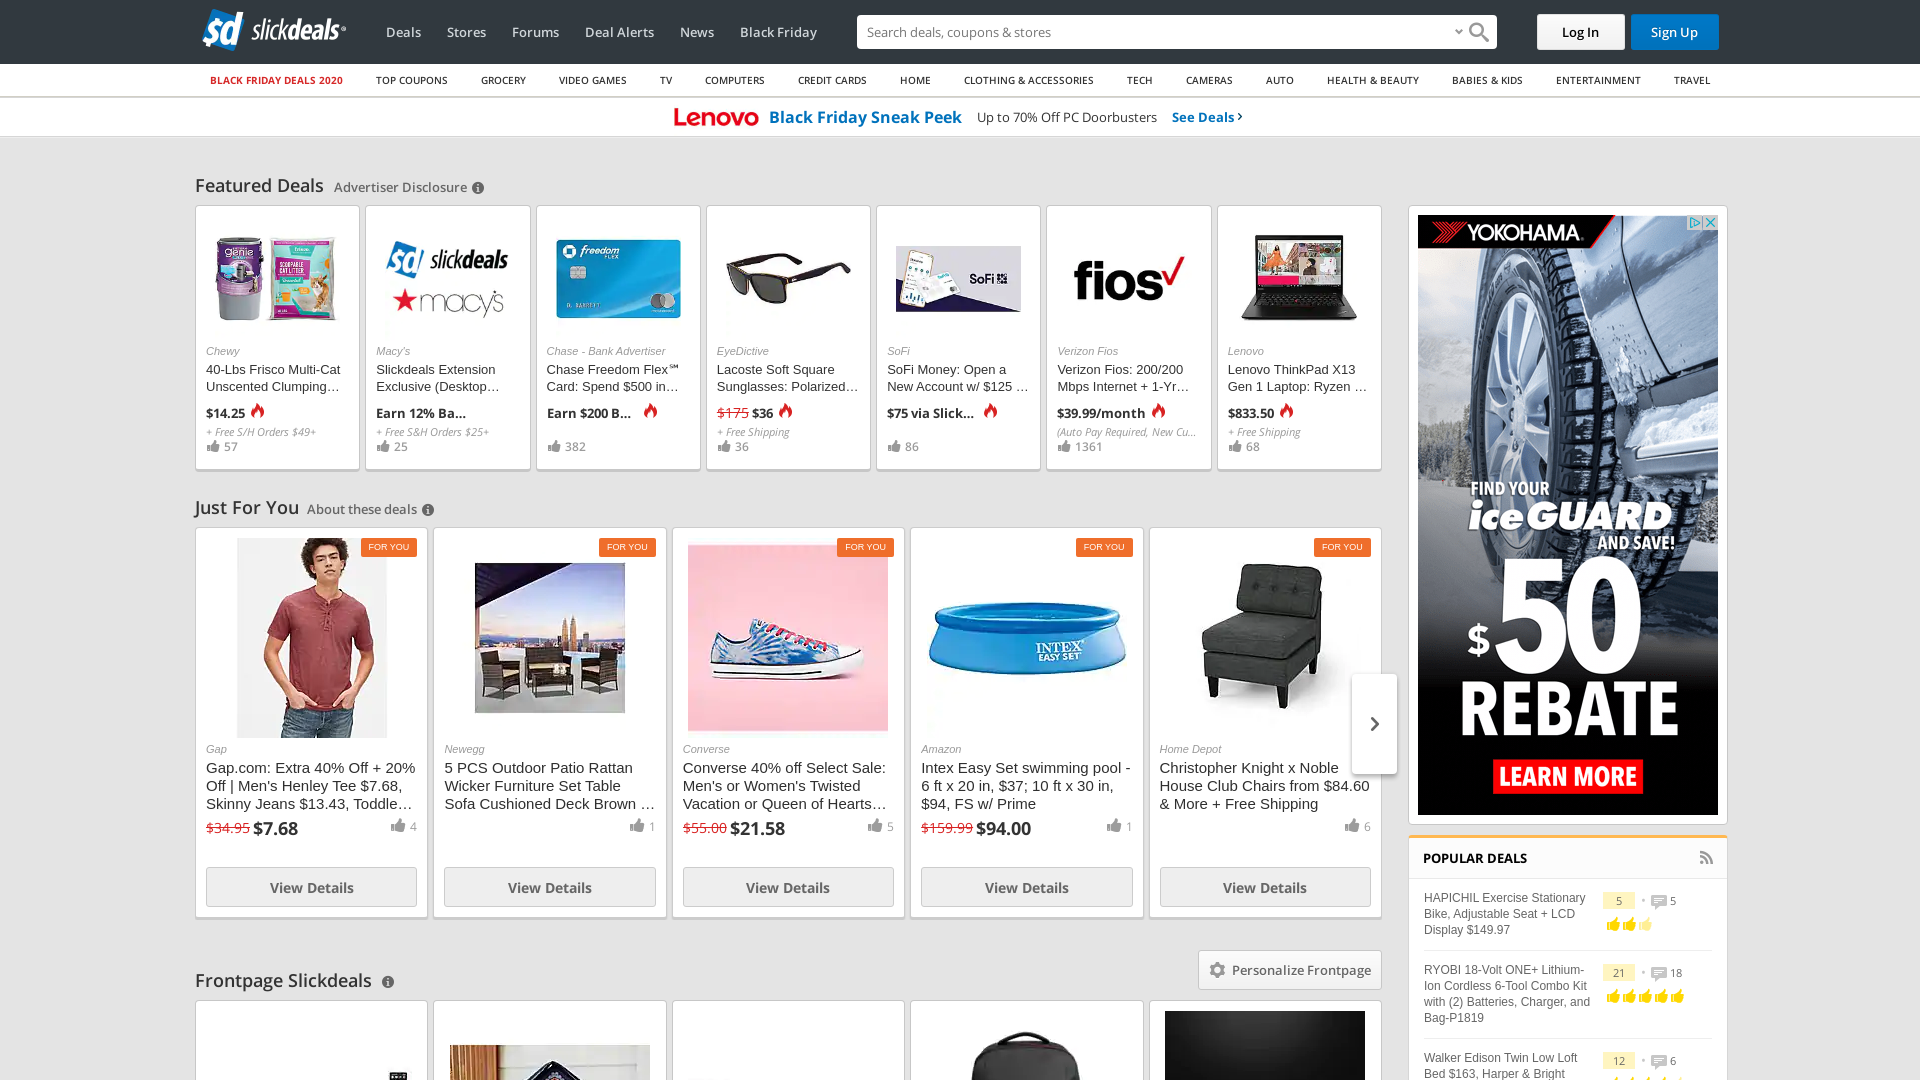 sd slickdeals
Deals
Stores
Forums
Deal Alerts
News
Black Friday
Search deals, coupons & stores
Log In
Sign Up
BLACK FRIDAY DEALS 2020
TOP COUPONS
GROCERY
VIDEO GAMES
TV
COMPUTERS
CREDIT CARDS
HOME
CLOTHING & ACCESSORIES
TECH
CAMERAS
AUTO
HEALTH & BEAUTY
BABIES & KIDS
ENTERTAINMENT
TRAVEL
Lenovo Black Friday Sneak Peek Up to 70% Off PC Doorbusters See Deals
Featured Deals Advertiser Disclosure
Chewy
40-Lbs Frisco Multi-Cat
Unscented Clumping…
$14.25
+ Free S/H Orders $49+
57
sd slickdeals
macy's
Macy's
Slickdeals Extension
Exclusive (Desktop…
Earn 12% Ba…
+ Free S&H Orders $25+
25
freedom
FLEX
Chase - Bank Advertiser
Chase Freedom Flex℠
Card: Spend $500 in…
Earn $200 B…
382
EyeDictive
Lacoste Soft Square
Sunglasses: Polarized…
$175 $36
+ Free Shipping
36
SoFi
SoFi
SoFi Money: Open a
New Account w/ $125 …
$75 via Slick…
86
fios
Verizon Fios
Verizon Fios: 200/200
Mbps Internet + 1-Yr…
$39.99/month
(Auto Pay Required, New Cu…
1361
Lenovo
Lenovo ThinkPad X13
Gen 1 Laptop: Ryzen …
$833.50
+ Free Shipping
68
Just For You About these deals
FOR YOU
Gap
Gap.com: Extra 40% Off + 20%
Off | Men's Henley Tee $7.68,
Skinny Jeans $13.43, Toddle…
$34.95 $7.68
4
View Details
FOR YOU
Newegg
5 PCS Outdoor Patio Rattan
Wicker Furniture Set Table
Sofa Cushioned Deck Brown …
1
View Details
FOR YOU
Converse
Converse 40% off Select Sale:
Men's or Women's Twisted
Vacation or Queen of Hearts…
$55.00 $21.58
5
View Details
FOR YOU
INTEX
EASY SET
Amazon
Intex Easy Set swimming pool -
6 ft x 20 in, $37; 10 ft x 30 in,
$94, FS w/ Prime
$159.99 $94.00
1
View Details
FOR YOU
Home Depot
Christopher Knight x Noble
House Club Chairs from $84.60
& More + Free Shipping
6
View Details
Frontpage Slickdeals
Personalize Frontpage
YOKOHAMA
FIND YOUR
iceGUARD
AND SAVE!
$50
REBATE
LEARN MORE
POPULAR DEALS
HAPICHIL Exercise Stationary
Bike, Adjustable Seat + LCD
Display $149.97
5
5
RYOBI 18-Volt ONE+ Lithium-
Ion Cordless 6-Tool Combo Kit
with (2) Batteries, Charger, and
Bag-P1819
21
18
Walker Edison Twin Low Loft
Bed $163, Harper & Bright
12
6